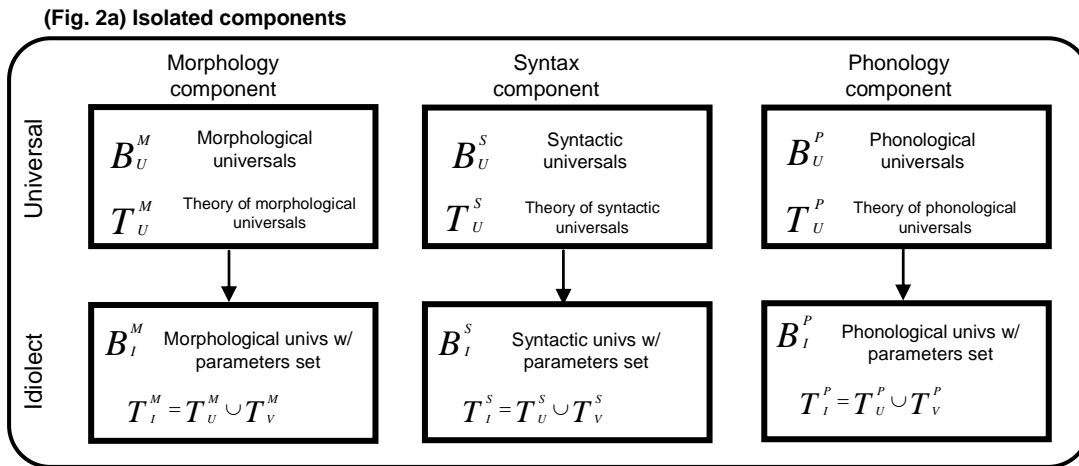 (Fig. 2a) Isolated components
Morphology
component
Syntax
component
Phonology
component
Universal
B_U^M
Morphological
universals
T_U^M
Theory of morphological
universals
B_U^S
Syntactic
universals
T_U^S
Theory of syntactic
universals
B_U^P
Phonological
universals
T_U^P
Theory of phonological
universals
Idiolect
B_I^M
Morphological univs w/
parameters set
T_I^M = T_U^M ∪ T_V^M
B_I^S
Syntactic univs w/
parameters set
T_I^S = T_U^S ∪ T_V^S
B_I^P
Phonological univs w/
parameters set
T_I^P = T_U^P ∪ T_V^P